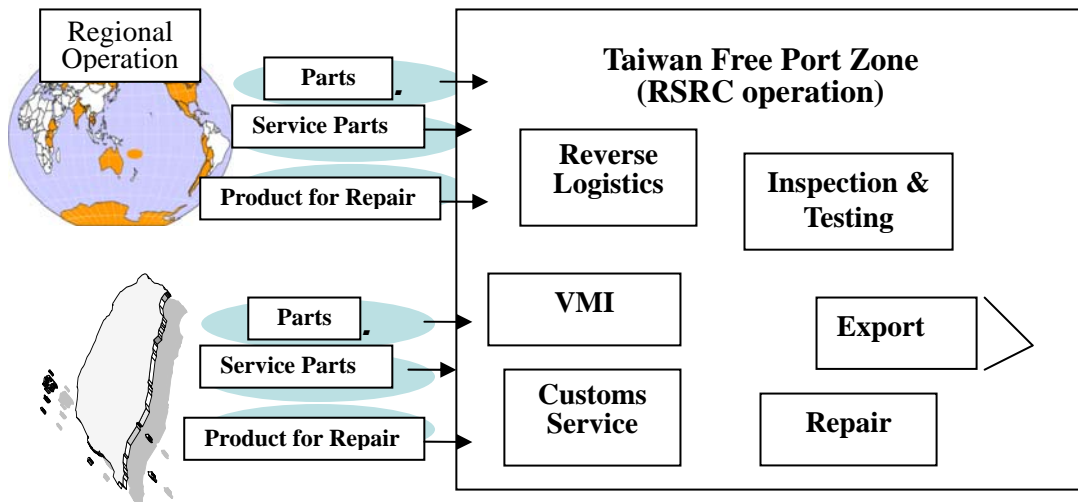 Regional
Operation
Parts
Service Parts
Product for Repair
Parts
Service Parts
Product for Repair
Taiwan Free Port Zone
(RSRC operation)
Reverse
Logistics
Inspection &
Testing
VMI
Export
Customs
Service
Repair